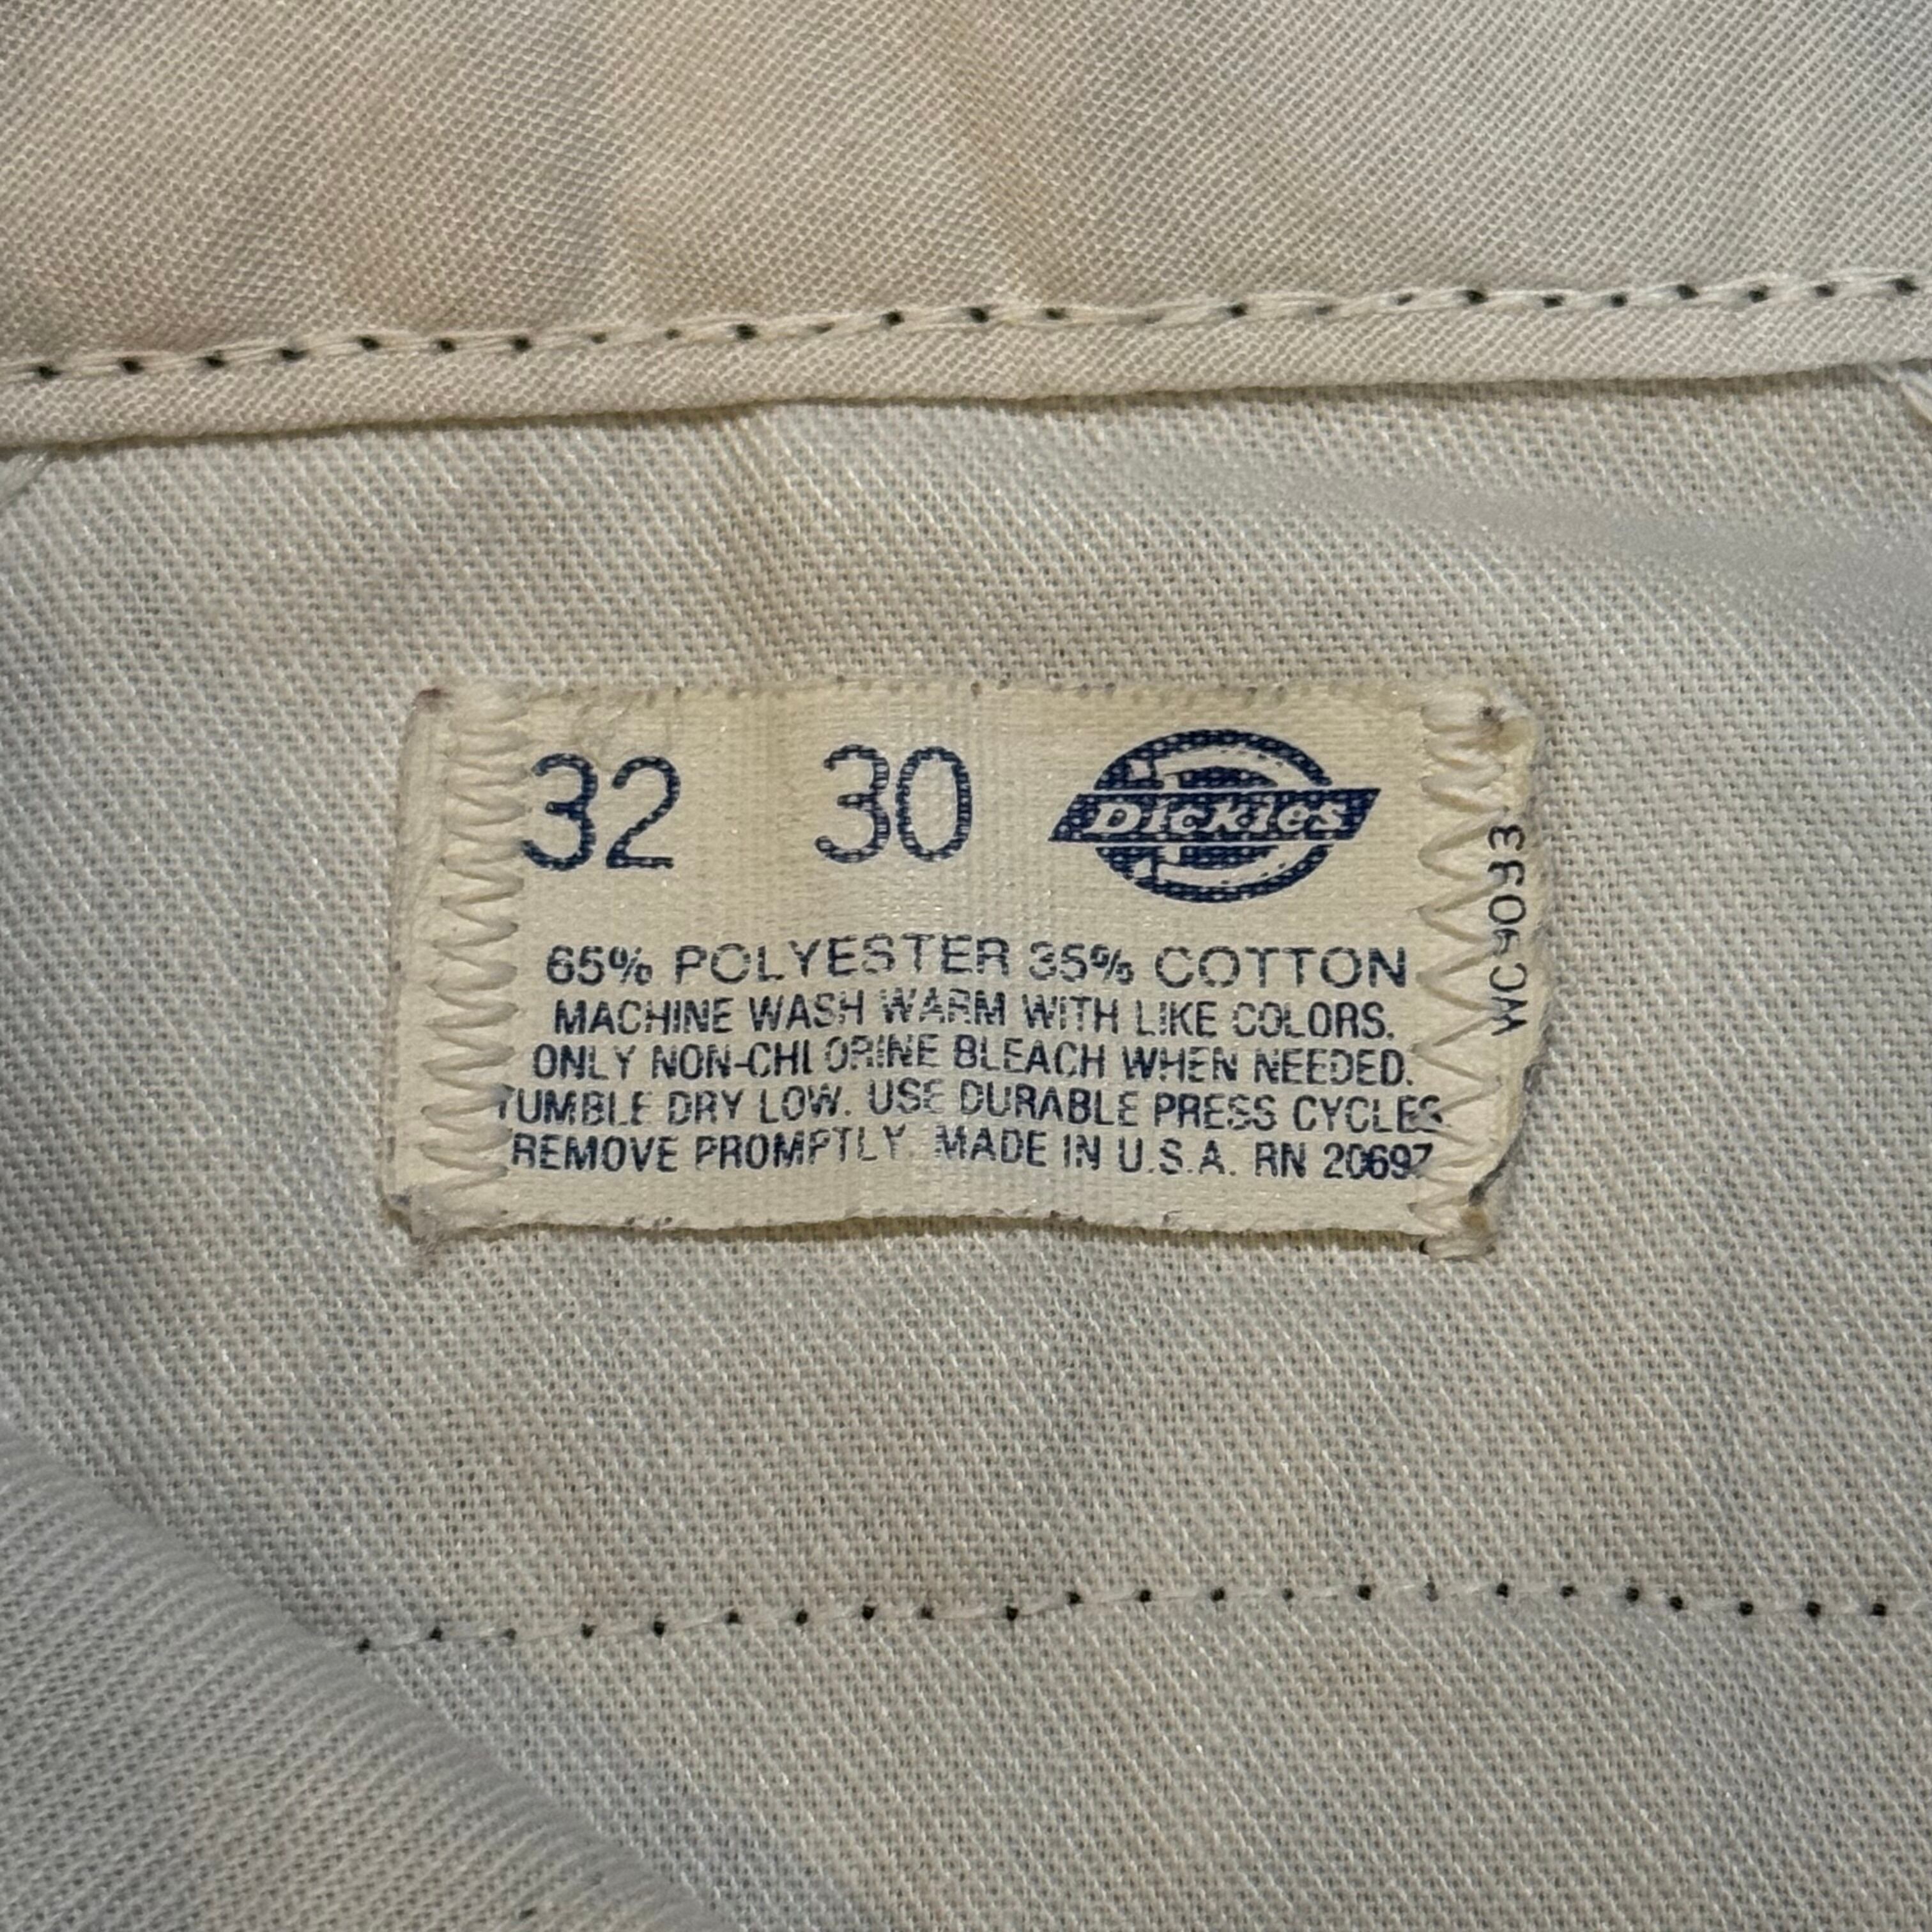 32 30 DICKIES
65% POLYESTER 35% COTTON
MACHINE WASH WARM WITH LIKE COLORS.
ONLY NON-CHLORINE BLEACH WHEN NEEDED.
TUMBLE DRY LOW. USE DURABLE PRESS CYCLES
REMOVE PROMPTLY. MADE IN U.S.A. RN 20697
WC9093